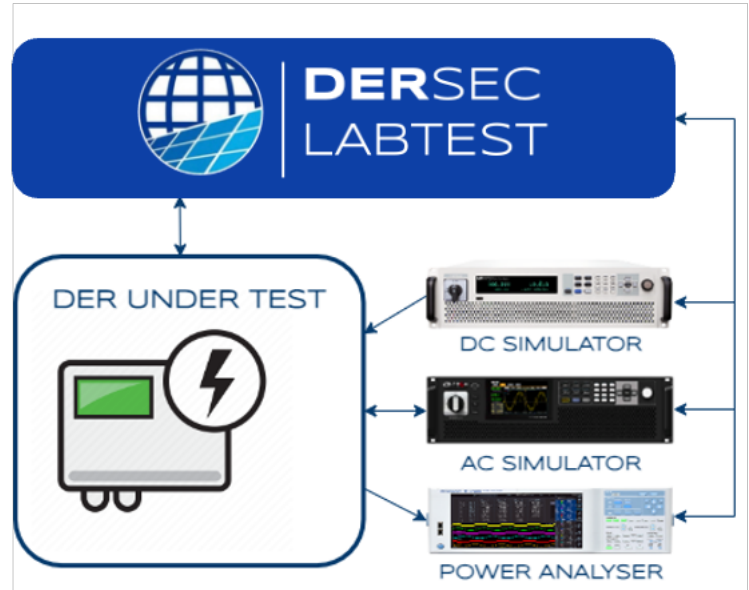 DERSEC
LABTEST
DER UNDER TEST
DC SIMULATOR
AC SIMULATOR
POWER ANALYSER